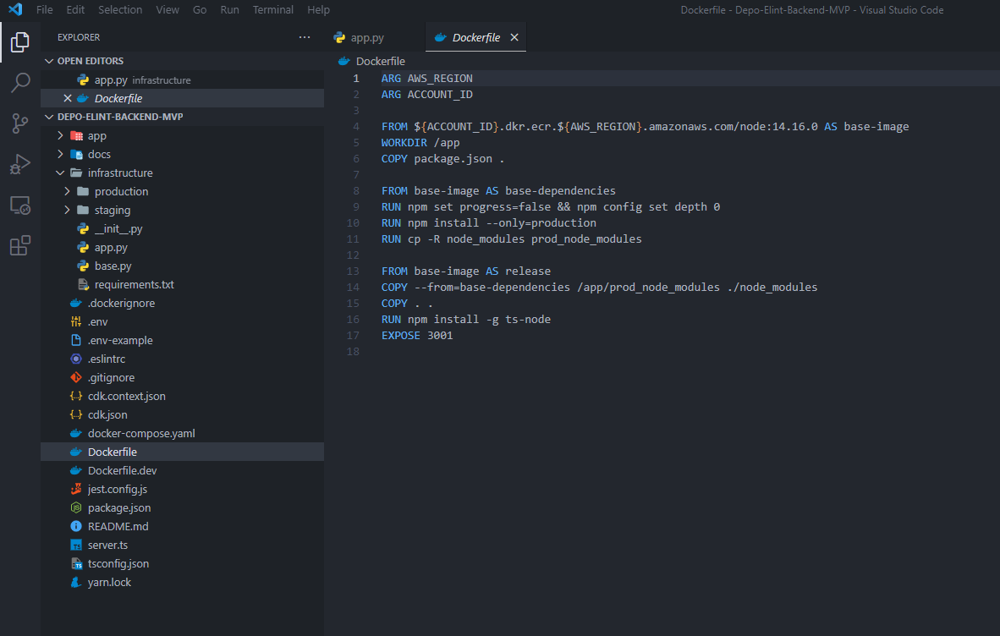 File Edit Selection View Go Run Terminal Help
Dockerfile - Depo-Elint-Backend-MVP - Visual Studio Code
EXPLORER ···
OPEN EDITORS
app.py infrastructure
Dockerfile
DEPO-ELINT-BACKEND-MVP
app
docs
infrastructure
production
staging
__init__.py
app.py
base.py
requirements.txt
.dockerignore
.env
.env-example
.eslintrc
.gitignore
cdk.context.json
cdk.json
docker-compose.yaml
Dockerfile
Dockerfile.dev
jest.config.js
package.json
README.md
server.ts
tsconfig.json
yarn.lock
app.py
Dockerfile
Dockerfile
1 ARG AWS_REGION
2 ARG ACCOUNT_ID
3
4 FROM ${ACCOUNT_ID}.dkr.ecr.${AWS_REGION}.amazonaws.com/node:14.16.0 AS base-image
5 WORKDIR /app
6 COPY package.json .
7
8 FROM base-image AS base-dependencies
9 RUN npm set progress=false && npm config set depth 0
10 RUN npm install --only=production
11 RUN cp -R node_modules prod_node_modules
12
13 FROM base-image AS release
14 COPY --from=base-dependencies /app/prod_node_modules ./node_modules
15 COPY . .
16 RUN npm install -g ts-node
17 EXPOSE 3001
18